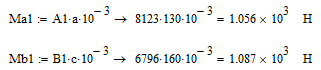 Ma1 := A1·a·10⁻³ → 8123·130·10⁻³ = 1.056 × 10³ H
Mb1 := B1·c·10⁻³ → 6796·160·10⁻³ = 1.087 × 10³ H